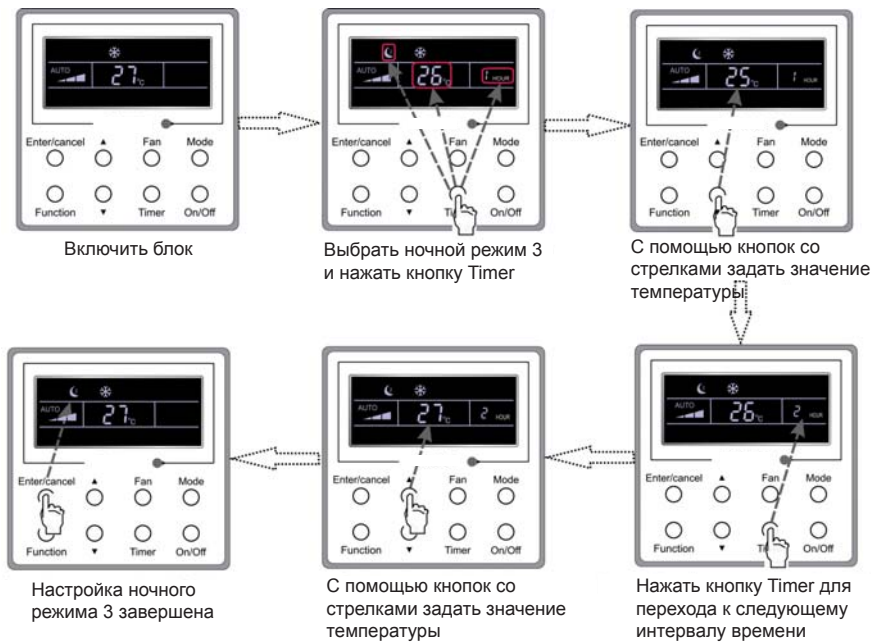 AUTO 27°C
Enter/cancel ▲ Fan Mode
Function ▼ Timer On/Off
Включить блок
AUTO 26°C 1 HOUR
Enter/cancel ▲ Fan Mode
Function ▼ On/Off
Выбрать ночной режим 3
и нажать кнопку Timer
AUTO 25°C 1 HOUR
Enter/cancel Fan Mode
Function Timer On/Off
С помощью кнопок со
стрелками задать значение
температуры
AUTO 27°C
Enter/cancel ▲ Fan Mode
Function ▼ Timer On/Off
Настройка ночного
режима 3 завершена
AUTO 27°C 2 HOUR
Enter/cancel ▲ Fan Mode
Function ▼ Timer On/Off
С помощью кнопок со
стрелками задать значение
температуры
AUTO 26°C 2 HOUR
Enter/cancel ▲ Fan Mode
Function ▼ On/Off
Нажать кнопку Timer для
перехода к следующему
интервалу времени